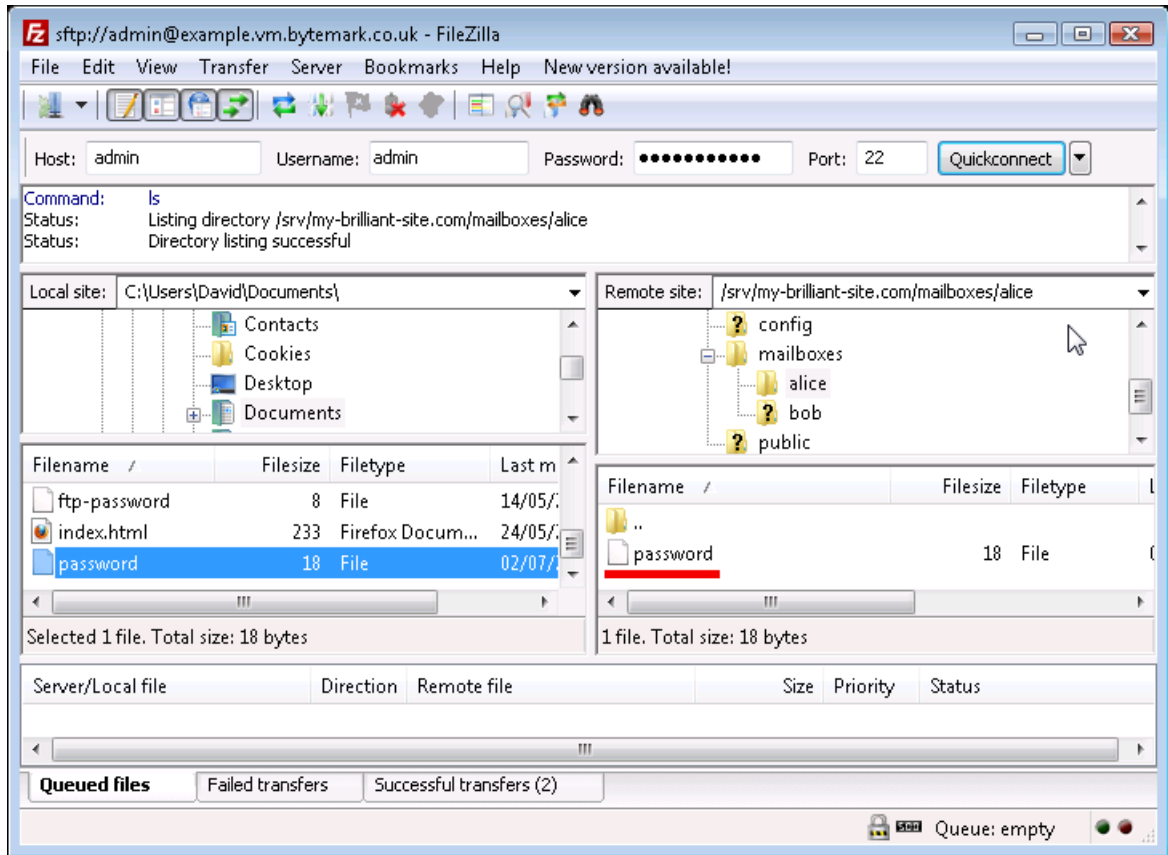 sftp://admin@example.vm.bytemark.co.uk - FileZilla
File Edit View Transfer Server Bookmarks Help New version available!
Host: admin Username: admin Password: ●●●●●●●●●●● Port: 22 Quickconnect
Command: ls
Status: Listing directory /srv/my-brilliant-site.com/mailboxes/alice
Status: Directory listing successful
Local site: C:\Users\David\Documents\
Contacts
Cookies
Desktop
Documents
Filename Filesize Filetype Last m
ftp-password 8 File 14/05/
index.html 233 Firefox Docum... 24/05/
password 18 File 02/07/
Selected 1 file. Total size: 18 bytes
Remote site: /srv/my-brilliant-site.com/mailboxes/alice
config
mailboxes
alice
bob
public
Filename Filesize Filetype
..
password 18 File
1 file. Total size: 18 bytes
Server/Local file Direction Remote file Size Priority Status
Queued files Failed transfers Successful transfers (2)
Queue: empty